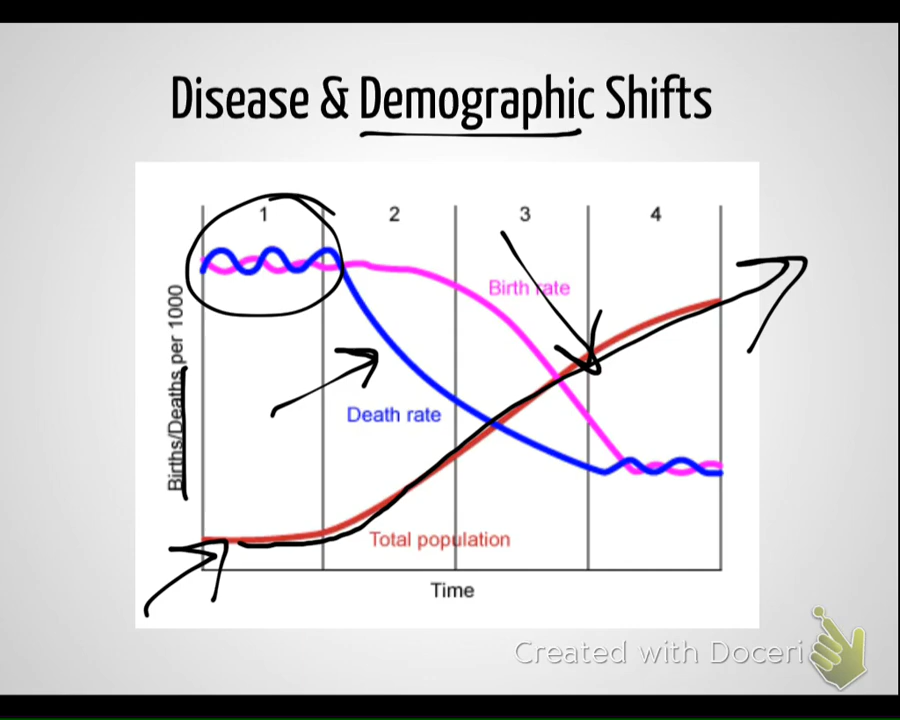 Disease & Demographic Shifts
1 2 3 4
Birth rate
Births/Deaths per 1000
Death rate
Total population
Time
Created with Doceri